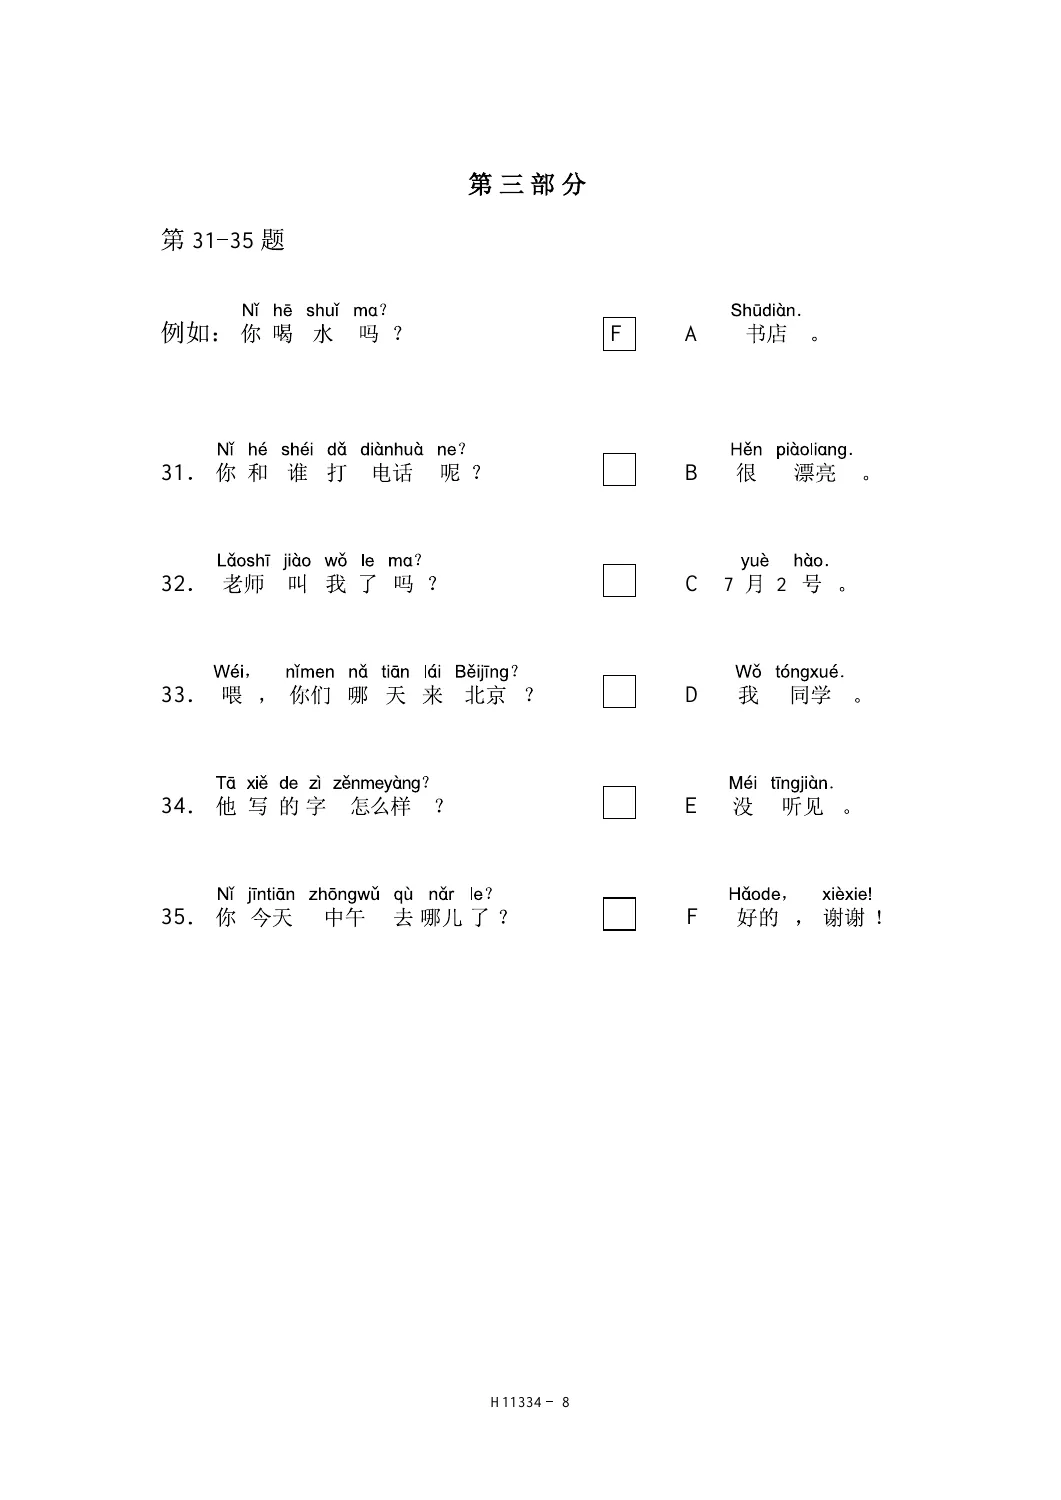 第三部分
第 31-35 题
Nǐ hē shuǐ ma? Shūdiàn.
例如：你 喝 水 吗？ F A 书店 。
Nǐ hé shéi dǎ diànhuà ne? Hěn piàoliang.
31. 你 和 谁 打 电话 呢？ B 很 漂亮 。
Lǎoshī jiào wǒ le ma? yuè hào.
32. 老师 叫 我 了 吗？ C 7 月 2 号 。
Wéi, nǐmen nǎ tiān lái Běijīng? Wǒ tóngxué.
33. 喂 ，你们 哪 天 来 北京 ？ D 我 同学 。
Tā xiě de zì zěnmeyàng? Méi tīngjiàn.
34. 他 写 的 字 怎么样 ？ E 没 听见 。
Nǐ jīntiān zhōngwǔ qù nǎr le? Hǎode, xièxie!
35. 你 今天 中午 去 哪儿 了？ F 好的 ，谢谢！
H11334- 8